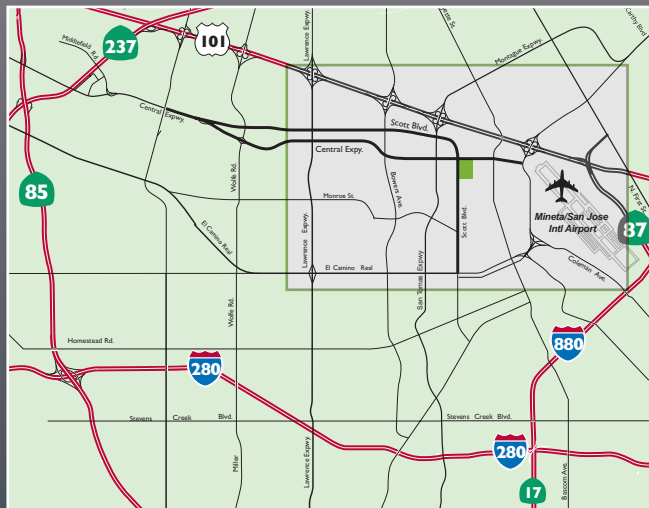 237
101
Lawrence Expwy.
Middlefield Rd.
Montague Expwy.
Central Expwy.
Scott Blvd.
Central Expy.
85
Wolfe Rd.
Bowers Ave.
Monroe St.
Scott Blvd.
N. First St.
Mineta/San Jose
Intl Airport
87
El Camino Real
Lawrence Expwy.
El Camino Real
San Tomas Expwy
Coleman Ave.
Wolfe Rd.
Homestead Rd.
280
880
Stevens Creek Blvd.
Stevens Creek Blvd.
280
Miller
Lawrence Expwy.
Bascom Ave.
17